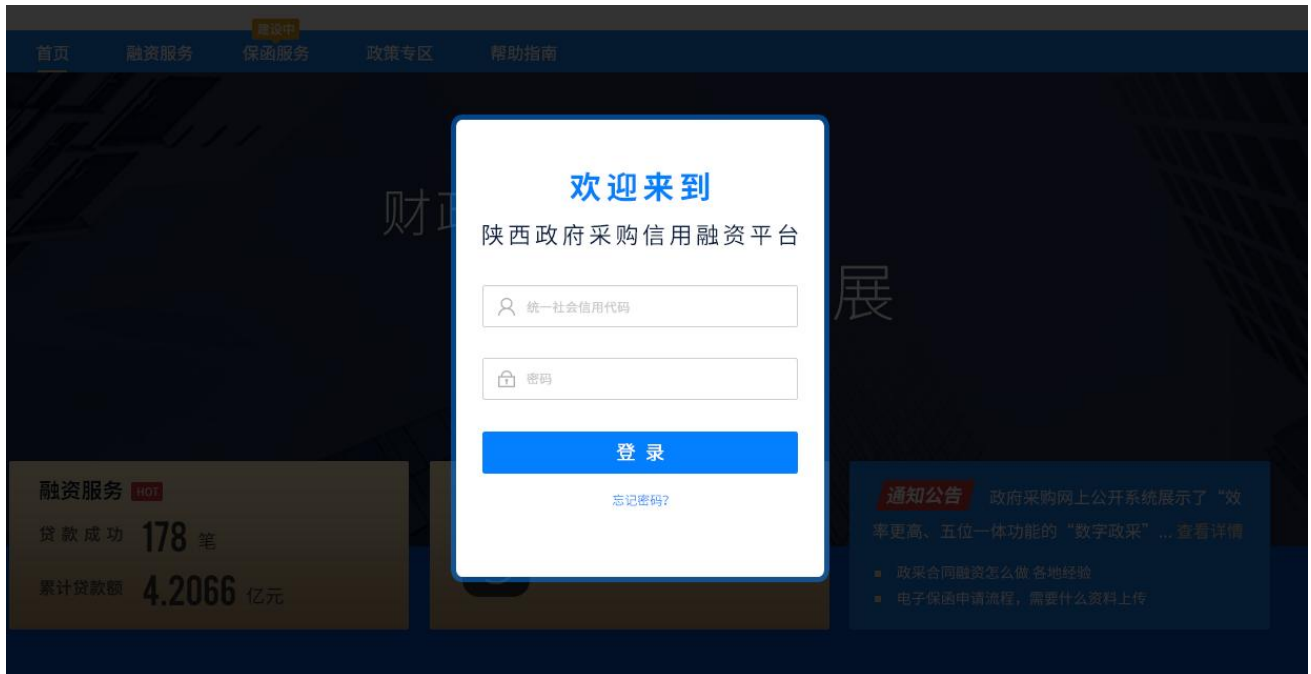 建设中
首页 融资服务 保函服务 政策专区 帮助指南
财政
展
欢迎来到
陕西政府采购信用融资平台
统一社会信用代码
密码
登录
忘记密码?
融资服务 HOT
贷款成功 178 笔
累计贷款额 4.2066 亿元
通知公告 政府采购网上公开系统展示了“效
率更高、五位一体功能的“数字政采”...查看详情
政采合同融资怎么做 各地经验
电子保函申请流程，需要什么资料上传